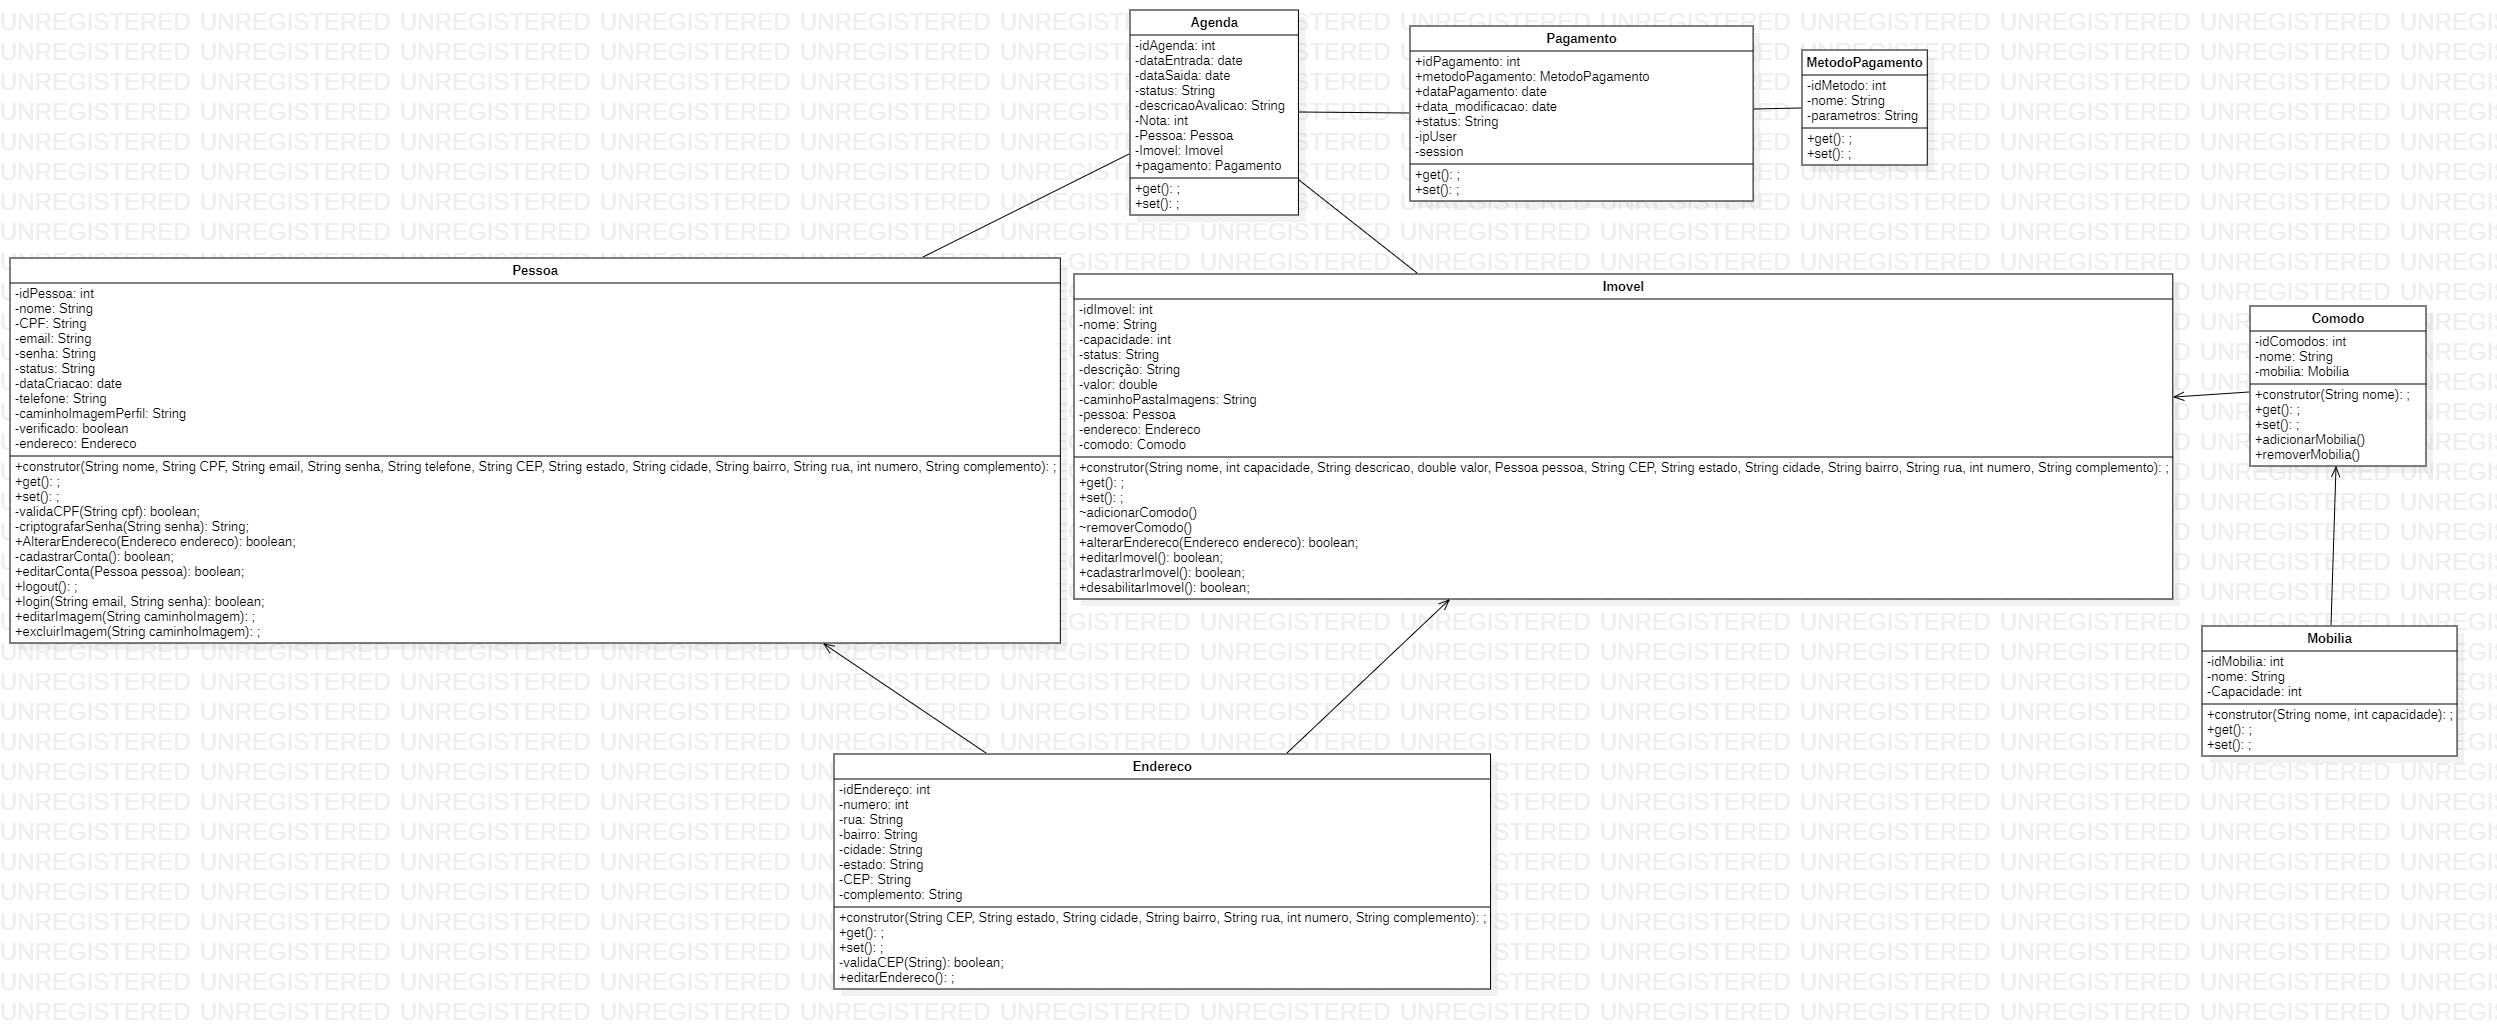 Agenda
-idAgenda: int
-dataEntrada: date
-dataSaida: date
-status: String
-descricaoAvalicao: String
-Nota: int
-Pessoa: Pessoa
-Imovel: Imovel
+pagamento: Pagamento
+get(): ;
+set(): ;
Pagamento
+idPagamento: int
+metodoPagamento: MetodoPagamento
+dataPagamento: date
+data_modificacao: date
+status: String
-ipUser
-session
+get(): ;
+set(): ;
MetodoPagamento
-idMetodo: int
-nome: String
-parametros: String
+get(): ;
+set(): ;
Pessoa
-idPessoa: int
-nome: String
-CPF: String
-email: String
-senha: String
-status: String
-dataCriacao: date
-telefone: String
-caminhoImagemPerfil: String
-verificado: boolean
-endereco: Endereco
+construtor(String nome, String CPF, String email, String senha, String telefone, String CEP, String estado, String cidade, String bairro, String rua, int numero, String complemento): ;
+get(): ;
+set(): ;
-validaCPF(String cpf): boolean;
-criptografarSenha(String senha): String;
+AlterarEndereco(Endereco endereco): boolean;
-cadastrarConta(): boolean;
+editarConta(Pessoa pessoa): boolean;
+logout(): ;
+login(String email, String senha): boolean;
+editarImagem(String caminhoImagem): ;
+excluirImagem(String caminhoImagem): ;
Imovel
-idImovel: int
-nome: String
-capacidade: int
-status: String
-descrição: String
-valor: double
-caminhoPastaImagens: String
-pessoa: Pessoa
-endereco: Endereco
-comodo: Comodo
+construtor(String nome, int capacidade, String descricao, double valor, Pessoa pessoa, String CEP, String estado, String cidade, String bairro, String rua, int numero, String complemento): ;
+get(): ;
+set(): ;
~adicionarComodo()
~removerComodo()
+alterarEndereco(Endereco endereco): boolean;
+editarImovel(): boolean;
+cadastrarImovel(): boolean;
+desabilitarImovel(): boolean;
Comodo
-idComodos: int
-nome: String
-mobilia: Mobilia
+construtor(String nome): ;
+get(): ;
+set(): ;
+adicionarMobilia()
+removerMobilia()
Mobilia
-idMobilia: int
-nome: String
-Capacidade: int
+construtor(String nome, int capacidade): ;
+get(): ;
+set(): ;
Endereco
-idEndereço: int
-numero: int
-rua: String
-bairro: String
-cidade: String
-estado: String
-CEP: String
-complemento: String
+construtor(String CEP, String estado, String cidade, String bairro, String rua, int numero, String complemento): ;
+get(): ;
+set(): ;
-validaCEP(String): boolean;
+editarEndereco(): ;
UNREGISTERED